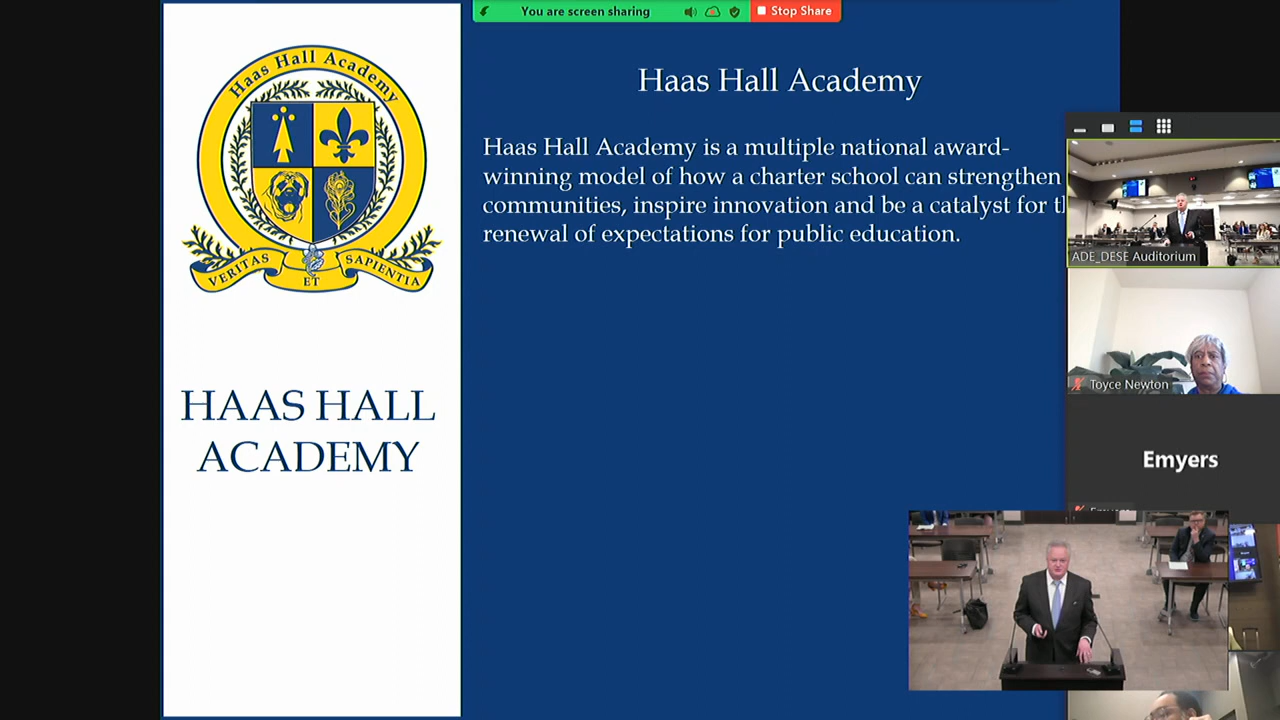 You are screen sharing
Stop Share
Haas Hall Academy
VERITAS
ET
SAPIENTIA
HAAS HALL
ACADEMY
Haas Hall Academy
Haas Hall Academy is a multiple national award-
winning model of how a charter school can strengthen
communities, inspire innovation and be a catalyst for t
renewal of expectations for public education.
ADE_DESE Auditorium
Toyce Newton
Emyers